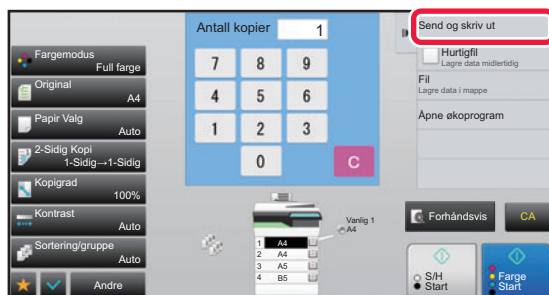 Antall kopier
1
Fargemodus
Full farge
Original
A4
Papir Valg
Auto
2-Sidig Kopi
1-Sidig→1-Sidig
Kopigrad
100%
Kontrast
Auto
Sortering/gruppe
Auto
Andre
7 8 9
4 5 6
1 2 3
0 C
Vanlig 1
A4
1 A4
2 A4
3 A5
4 B5
Send og skriv ut
Hurtigfil
Lagre data midlertidig
Fil
Lagre data i mappe
Åpne økoprogram
Forhåndsvis
CA
S/H
Start
Farge
Start